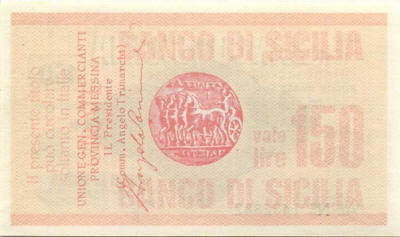 BANCO DI SICILIA
Il presente titolo
può circolare
soltanto in Italia
UNIONE GEN. COMMERCIANTI
PROVINCIA MESSINA
IL Presidente
(Comm. Angelo Trimarchi)
vale
lire 150
BANCO DI SICILIA